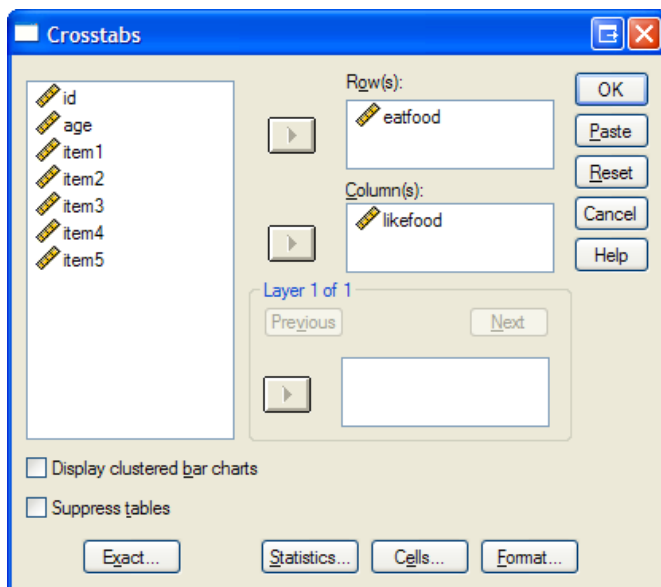 Crosstabs
id
age
item1
item2
item3
item4
item5
Row(s):
eatfood
Column(s):
likefood
Layer 1 of 1
Previous
Next
OK
Paste
Reset
Cancel
Help
Display clustered bar charts
Suppress tables
Exact...
Statistics...
Cells...
Format...